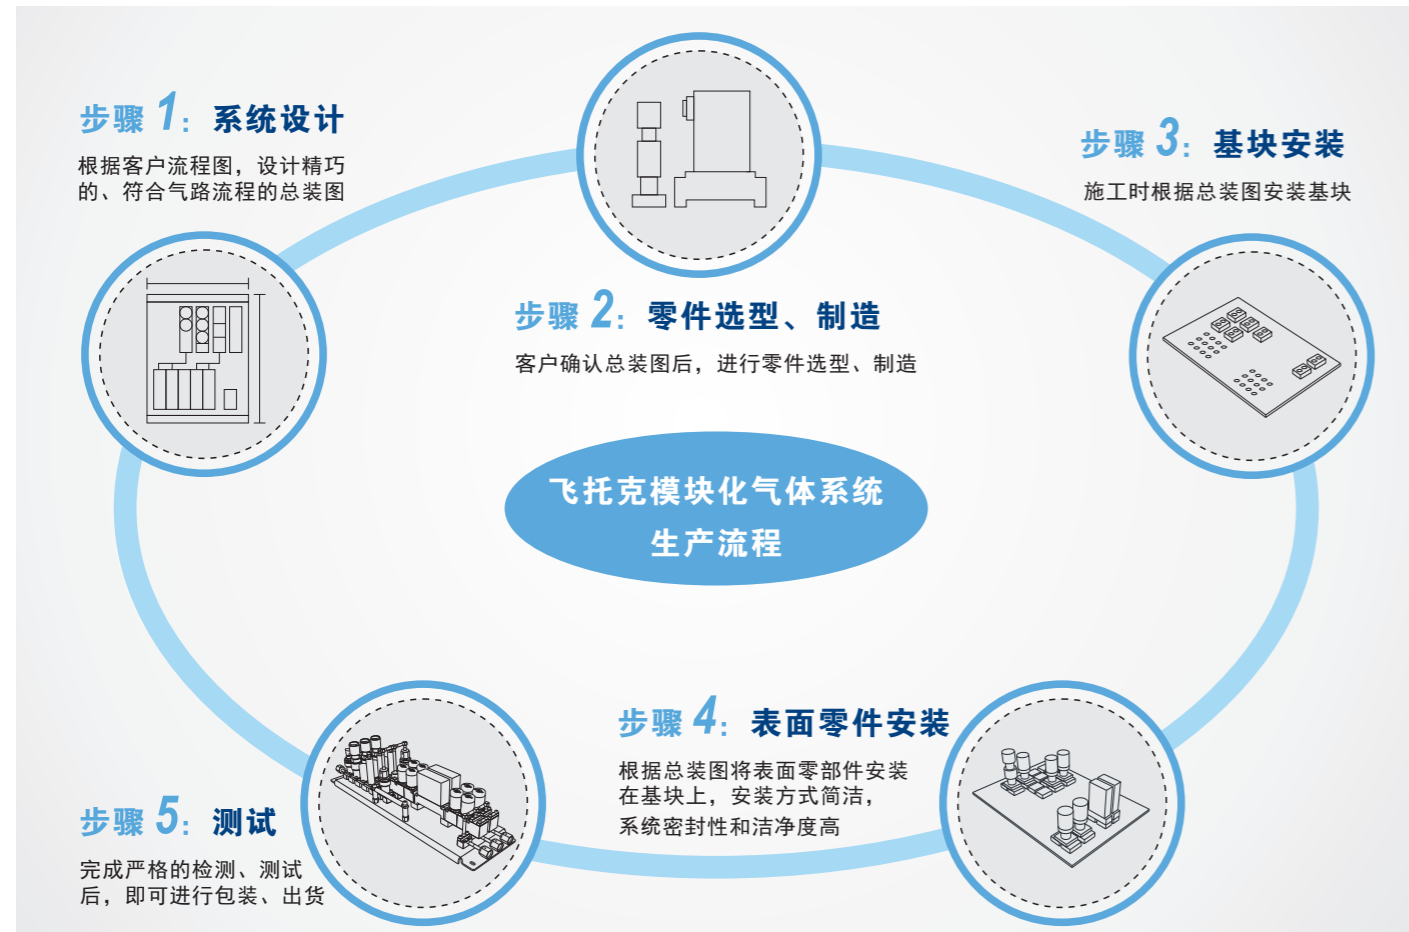 步骤 1：系统设计
根据客户流程图，设计精巧
的、符合气路流程的总装图
步骤 2：零件选型、制造
客户确认总装图后，进行零件选型、制造
步骤 3：基块安装
施工时根据总装图安装基块
飞托克模块化气体系统
生产流程
步骤 4：表面零件安装
根据总装图将表面零部件安装
在基块上，安装方式简洁，
系统密封性和洁净度高
步骤 5：测试
完成严格的检测、测试
后，即可进行包装、出货